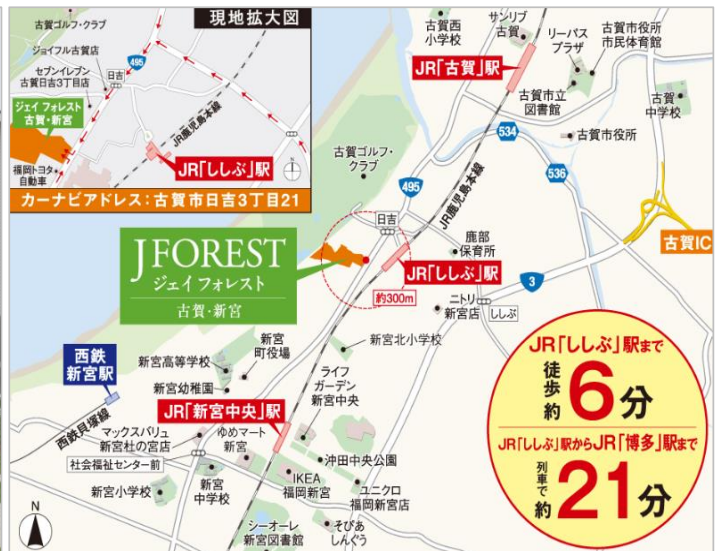 現地拡大図
古賀ゴルフ・クラブ
ジョイフル古賀店
495
日吉
セブンイレブン
古賀日吉3丁目店
ジェイ フォレスト
古賀・新宮
JR鹿児島本線
JR「ししぶ」駅
福岡トヨタ
自動車
カーナビアドレス：古賀市日吉3丁目21
古賀西
小学校
サンリブ
古賀
リーパス
プラザ
古賀市役所
市民体育館
JR「古賀」駅
古賀市立
図書館
古賀
中学校
534
古賀市役所
古賀ゴルフ・
クラブ
536
495
JR鹿児島本線
日吉
鹿部
保育所
古賀IC
J FOREST
ジェイ フォレスト
古賀・新宮
JR「ししぶ」駅
3
約300m
ニトリ
新宮店
ししぶ
新宮
町役場
新宮北小学校
西鉄
新宮駅
新宮高等学校
新宮幼稚園
ライフ
ガーデン
新宮中央
西鉄貝塚線
JR「新宮中央」駅
マックスバリュ
新宮杜の宮店
ゆめマート
新宮
沖田中央公園
社会福祉センター前
新宮小学校
新宮
中学校
IKEA
福岡新宮
ユニクロ
福岡新宮店
シーオーレ
新宮図書館
そぴあ
しんぐう
N
JR「ししぶ」駅まで
徒歩約6分
JR「ししぶ」駅からJR「博多」駅まで
列車で約21分